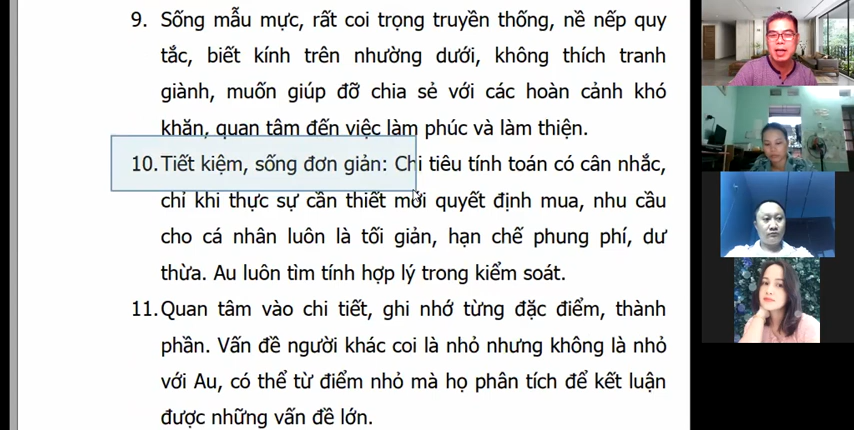 9. Sống mẫu mực, rất coi trọng truyền thống, nề nếp quy
tắc, biết kính trên nhường dưới, không thích tranh
giành, muốn giúp đỡ chia sẻ với các hoàn cảnh khó
khăn, quan tâm đến việc làm phúc và làm thiện.
10. Tiết kiệm, sống đơn giản: Chi tiêu tính toán có cân nhắc,
chỉ khi thực sự cần thiết mới quyết định mua, nhu cầu
cho cá nhân luôn là tối giản, hạn chế phung phí, dư
thừa. Au luôn tìm tính hợp lý trong kiểm soát.
11. Quan tâm vào chi tiết, ghi nhớ từng đặc điểm, thành
phần. Vấn đề người khác coi là nhỏ nhưng không là nhỏ
với Au, có thể từ điểm nhỏ mà họ phân tích để kết luận
được những vấn đề lớn.